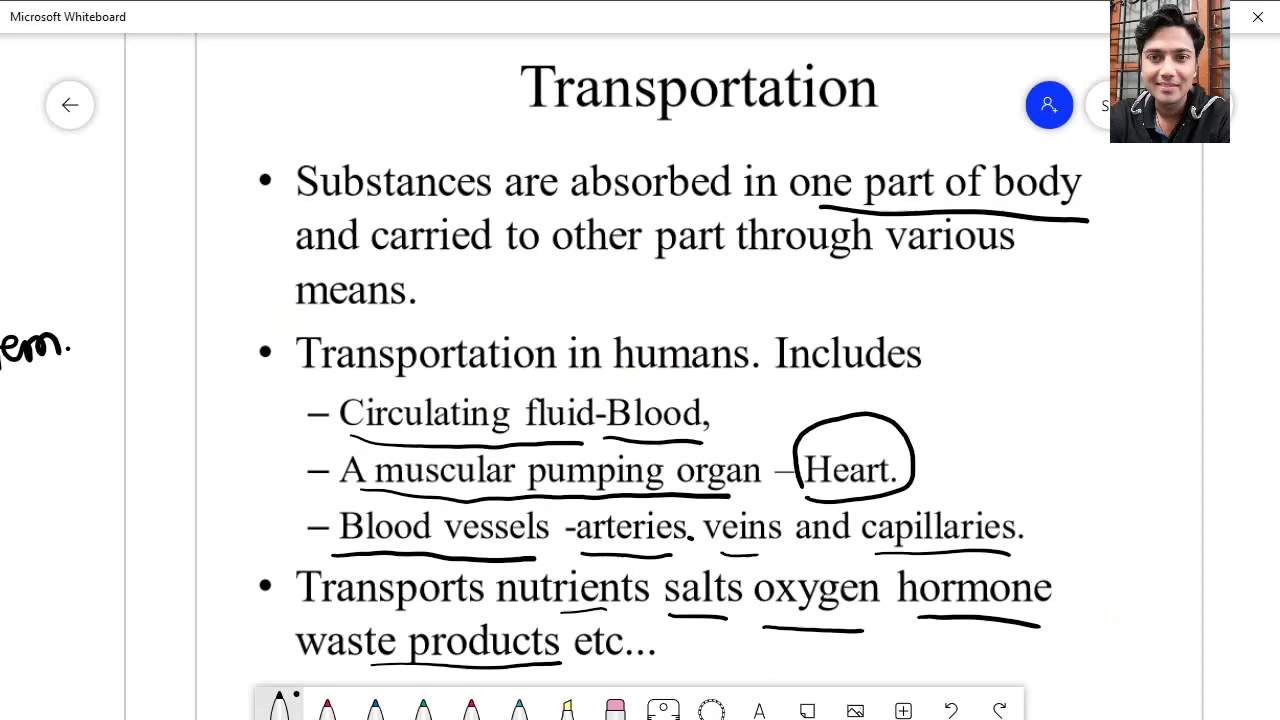 Microsoft Whiteboard
Transportation
• Substances are absorbed in one part of body
and carried to other part through various
means.
em.
• Transportation in humans. Includes
– Circulating fluid-Blood,
– A muscular pumping organ – Heart.
– Blood vessels -arteries. veins and capillaries.
• Transports nutrients salts oxygen hormone
waste products etc...